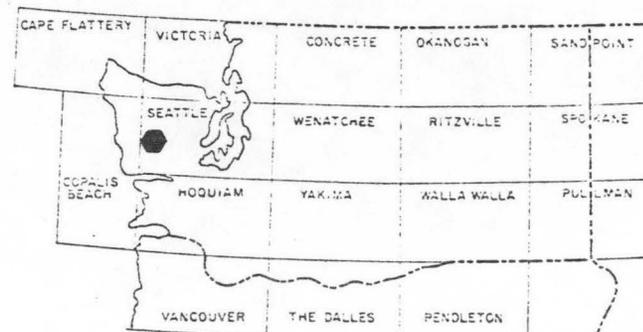 CAPE FLATTERY VICTORIA CONCRETE OKANOGAN SANDPOINT
SEATTLE WENATCHEE RITZVILLE SPOKANE
COPALIS BEACH HOQUIAM YAKIMA WALLA WALLA PULLMAN
VANCOUVER THE DALLES PENDLETON